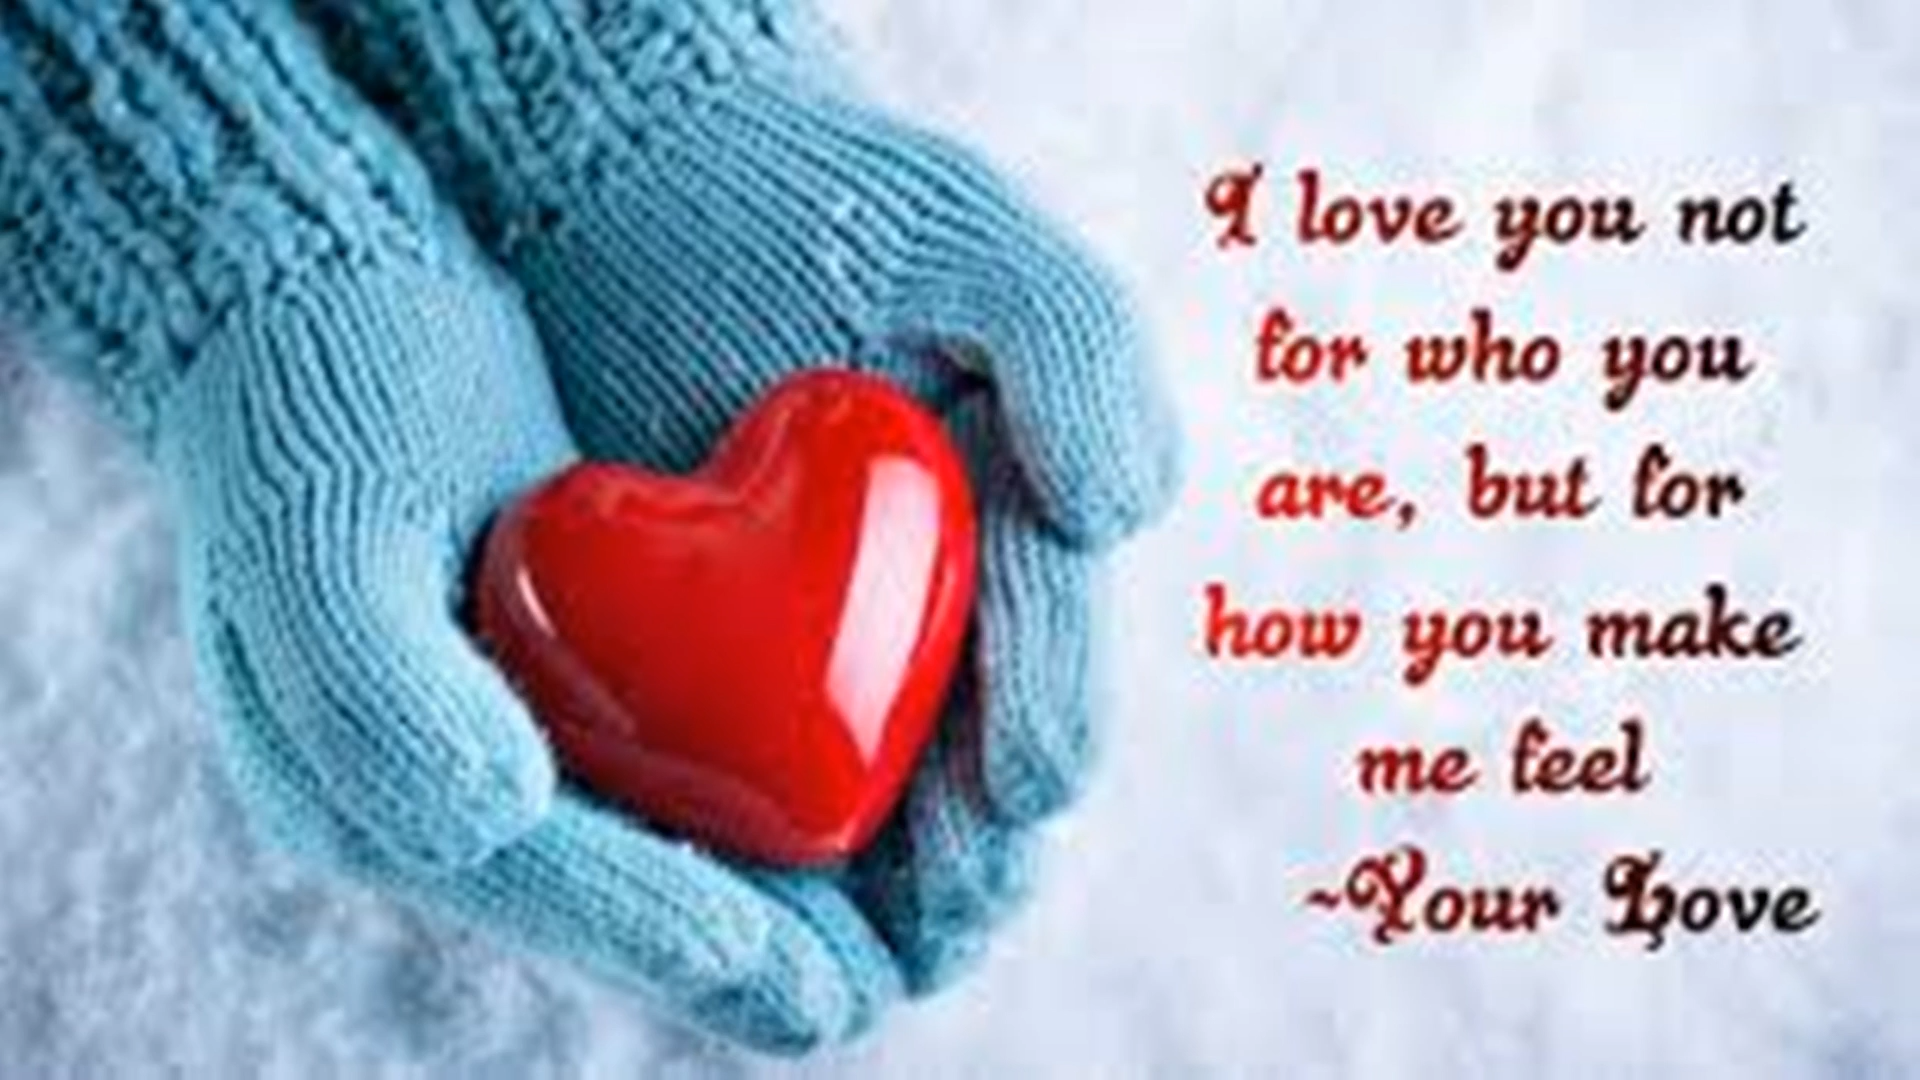 I love you not
for who you
are, but for
how you make
me feel
~Your Love